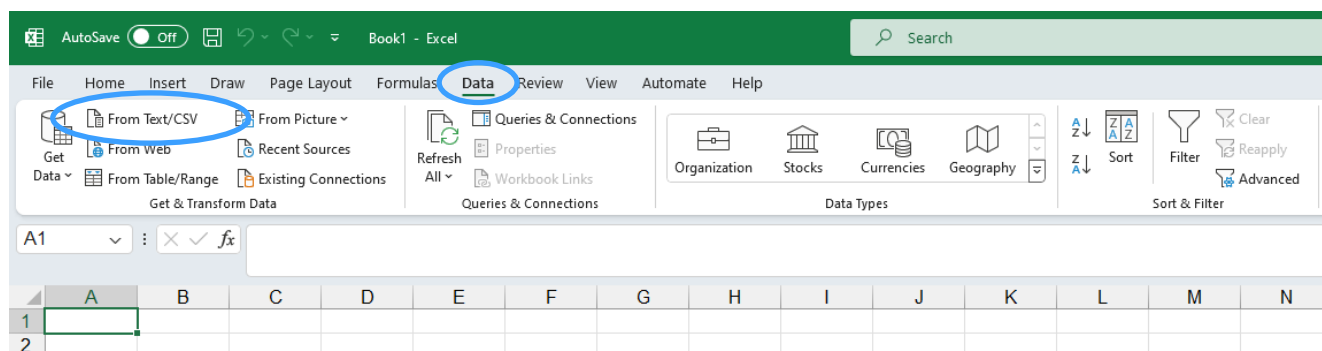 AutoSave Off Book1 - Excel Search
File Home Insert Draw Page Layout Formulas Data Review View Automate Help
Get Data
From Text/CSV
From Web
From Table/Range
From Picture
Recent Sources
Existing Connections
Get & Transform Data
Refresh All
Queries & Connections
Properties
Workbook Links
Queries & Connections
Organization Stocks Currencies Geography
Data Types
Sort
Filter
Clear
Reapply
Advanced
Sort & Filter
A1 fx
A B C D E F G H I J K L M N
1
2